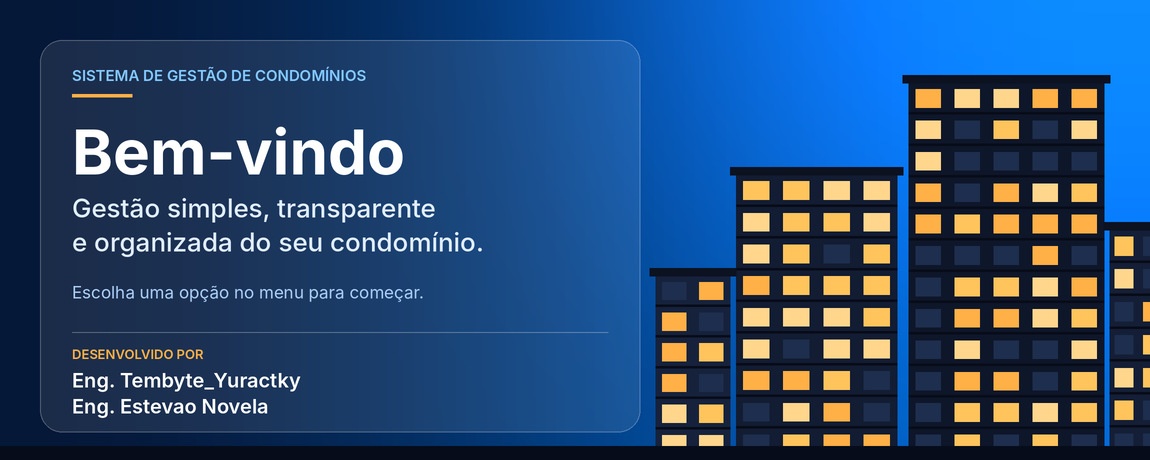 SISTEMA DE GESTÃO DE CONDOMÍNIOS
Bem-vindo
Gestão simples, transparente
e organizada do seu condomínio.
Escolha uma opção no menu para começar.
DESENVOLVIDO POR
Eng. Tembyte_Yuractky
Eng. Estevao Novela